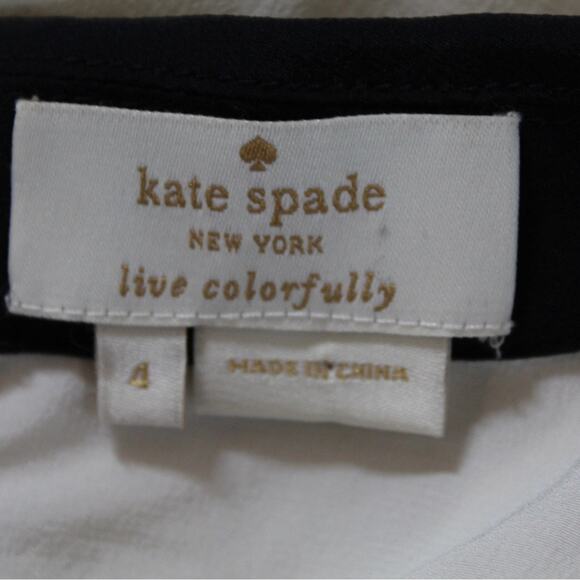 kate spade
NEW YORK
live colorfully
4
MADE IN CHINA